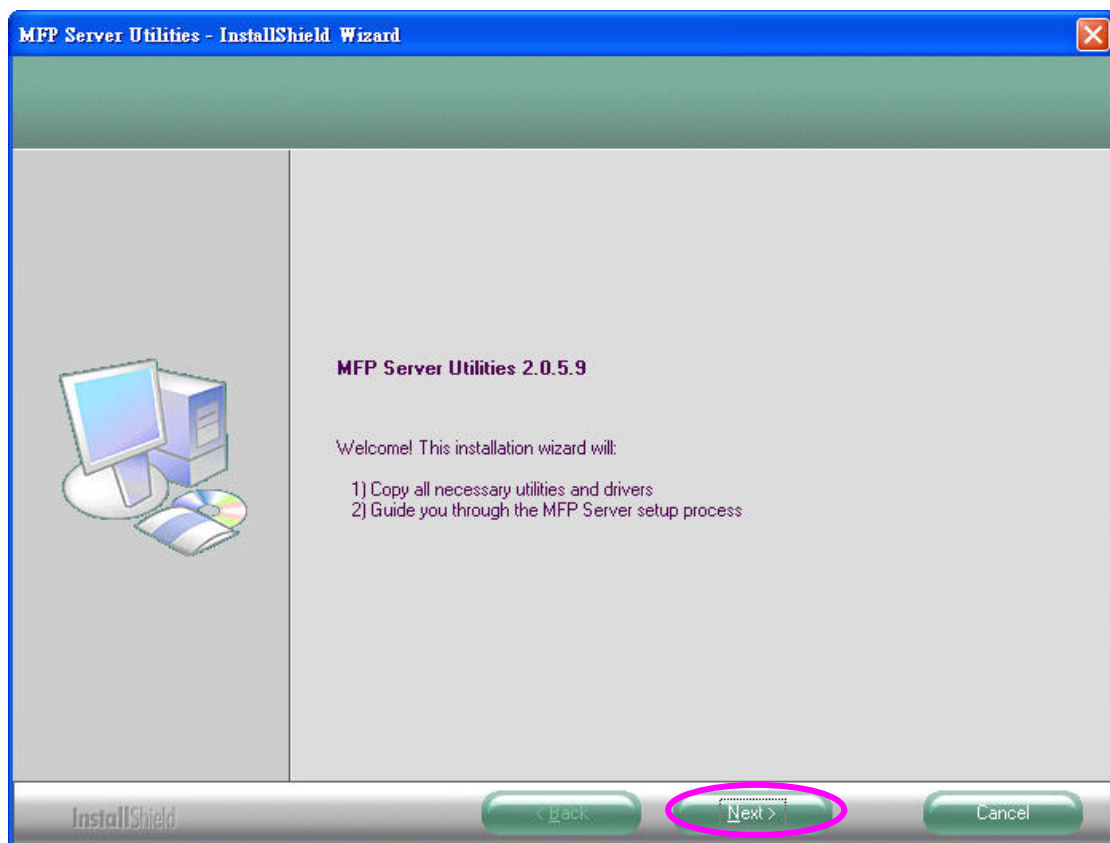 MFP Server Utilities - InstallShield Wizard
MFP Server Utilities 2.0.5.9
Welcome! This installation wizard will:
1) Copy all necessary utilities and drivers
2) Guide you through the MFP Server setup process
InstallShield
< Back
Next >
Cancel